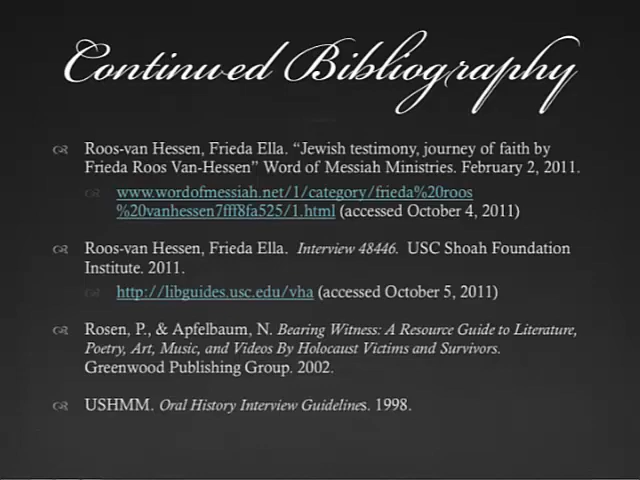 Continued Bibliography
Roos-van Hessen, Frieda Ella. “Jewish testimony, journey of faith by
Frieda Roos Van-Hessen” Word of Messiah Ministries. February 2, 2011.
www.wordofmessiah.net/1/category/frieda%20roos
%20vanhessen7fff8fa525/1.html (accessed October 4, 2011)
Roos-van Hessen, Frieda Ella. Interview 48446. USC Shoah Foundation
Institute. 2011.
http://libguides.usc.edu/vha (accessed October 5, 2011)
Rosen, P., & Apfelbaum, N. Bearing Witness: A Resource Guide to Literature,
Poetry, Art, Music, and Videos By Holocaust Victims and Survivors.
Greenwood Publishing Group. 2002.
USHMM. Oral History Interview Guidelines. 1998.